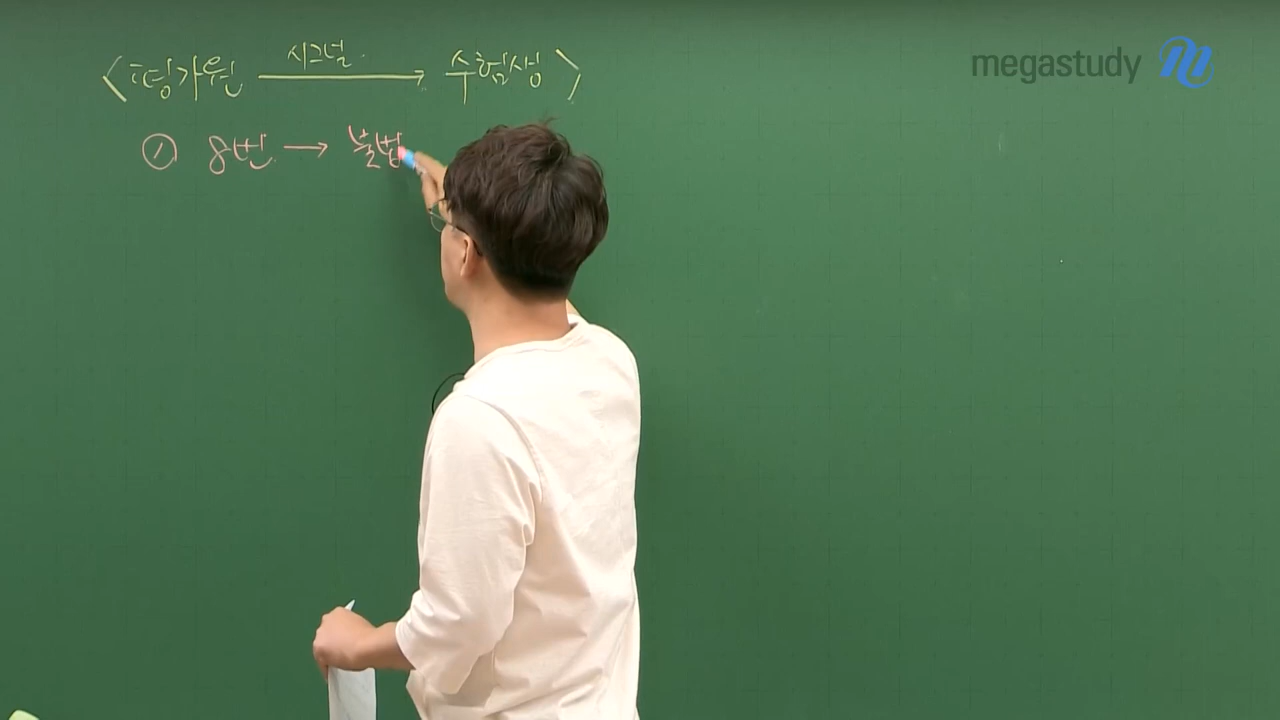 <평가원 시그널 → 수험생>
① 8번 → 불법
megastudy